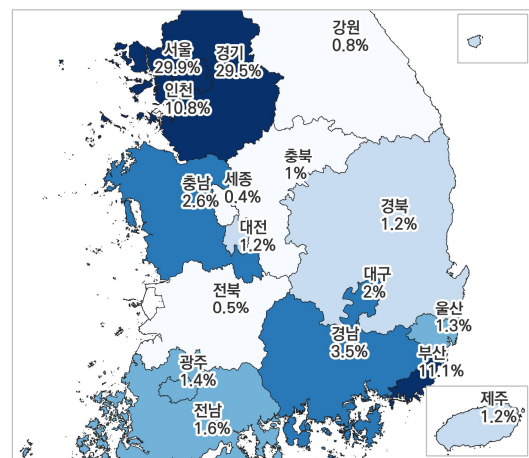 강원
0.8%
서울
29.9%
경기
29.5%
인천
10.8%
충북
1%
세종
0.4%
충남
2.6%
대전
1.2%
경북
1.2%
대구
2%
전북
0.5%
울산
1.3%
경남
3.5%
부산
11.1%
광주
1.4%
전남
1.6%
제주
1.2%